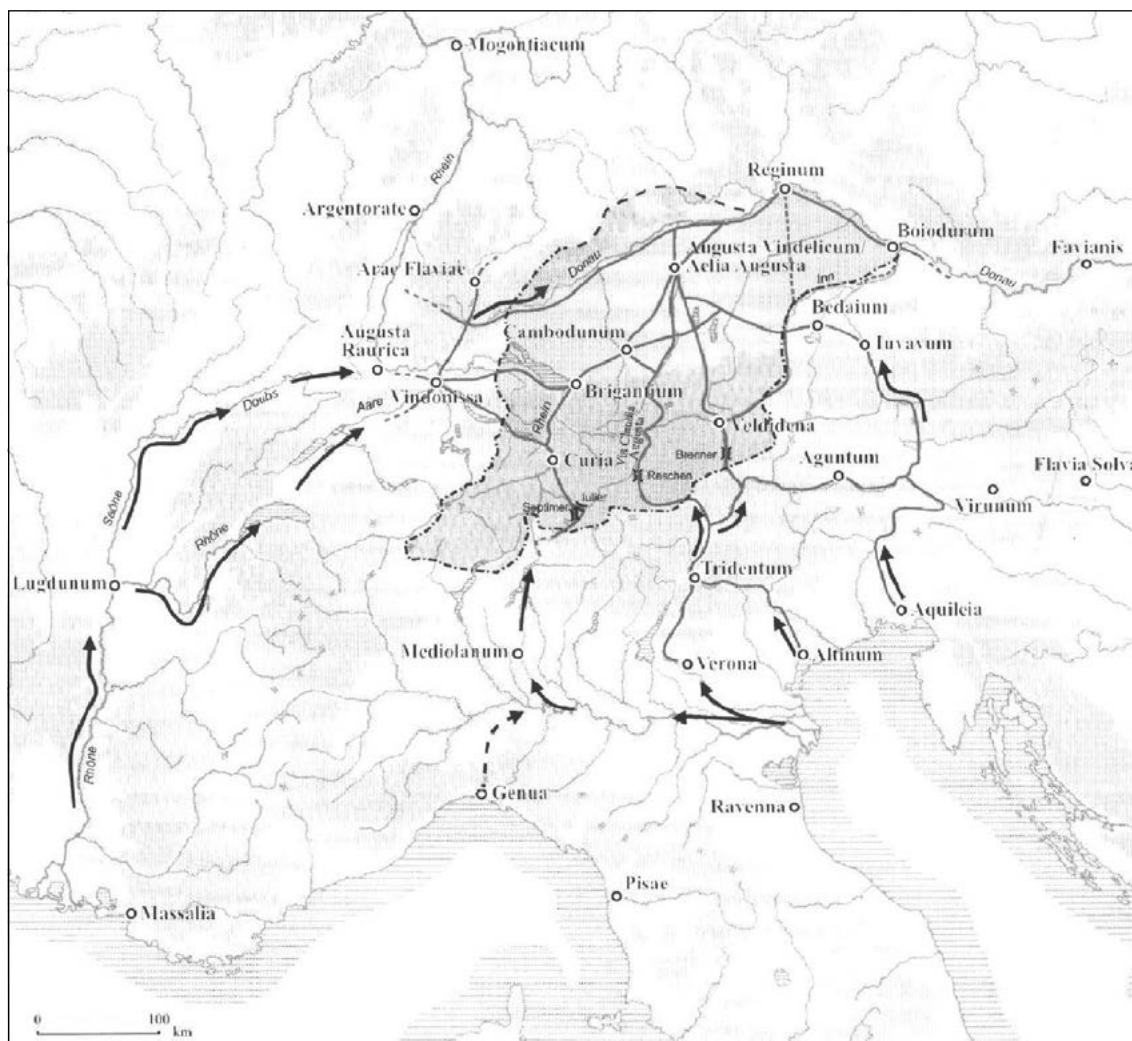 Mogontiacum
Rhein
Reginum
Argentorate
Boiodurum
Favianis
Augusta Vindelicum/
Aelia Augusta
Arae Flaviae
Donau
Inn
Donau
Bedaium
Cambodunum
Iuvavum
Augusta
Raurica
Vindonissa
Brigantium
Doubs
Aare
Rhein
Via Claudia
Augusta
Veldidena
Brenner
Curia
Reschen
Aguntum
Flavia Solva
Julier
Septimer
Virunum
Saône
Rhône
Lugdunum
Tridentum
Aquileia
Mediolanum
Verona
Altinum
Rhône
Genua
Ravenna
Pisae
Massalia
0 100
km